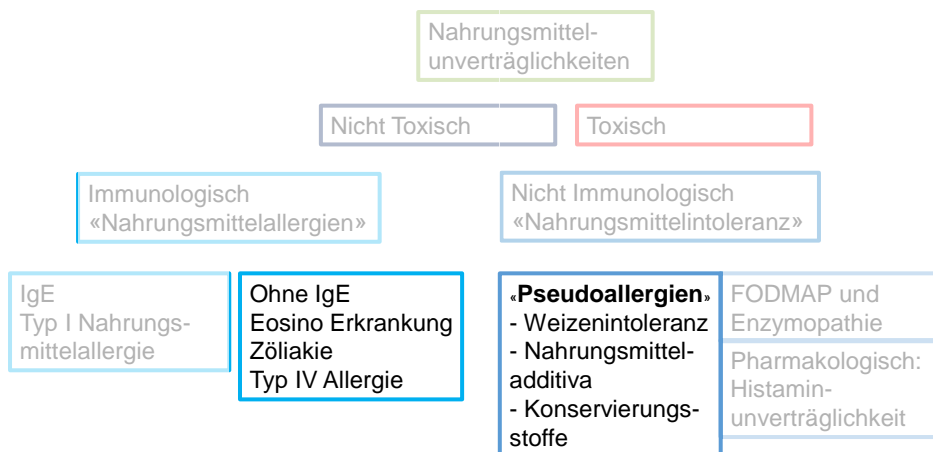 Nahrungsmittel-
unverträglichkeiten
Nicht Toxisch
Toxisch
Immunologisch
«Nahrungsmittelallergien»
Nicht Immunologisch
«Nahrungsmittelintoleranz»
IgE
Typ I Nahrungs-
mittelallergie
Ohne IgE
Eosino Erkrankung
Zöliakie
Typ IV Allergie
«Pseudoallergien»
- Weizenintoleranz
- Nahrungsmittel-
additiva
- Konservierungs-
stoffe
FODMAP und
Enzymopathie
Pharmakologisch:
Histamin-
unverträglichkeit